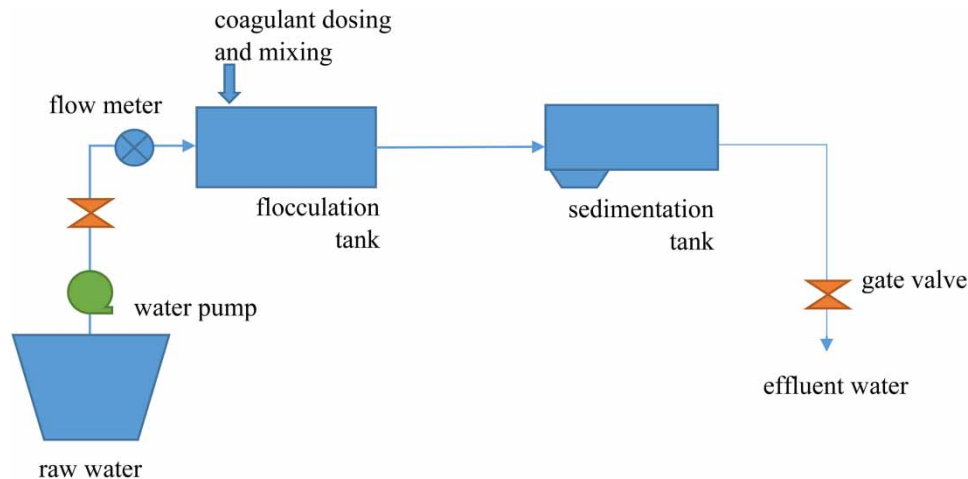 coagulant dosing
and mixing
flow meter
flocculation
tank
sedimentation
tank
gate valve
water pump
effluent water
raw water